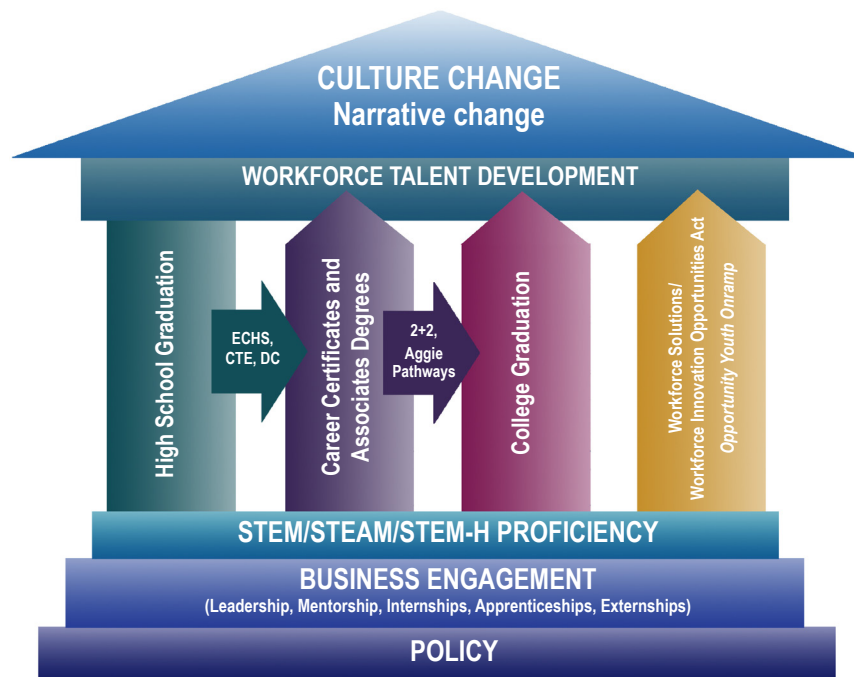 CULTURE CHANGE
Narrative change
WORKFORCE TALENT DEVELOPMENT
High School Graduation
ECHS,
CTE, DC
Career Certificates and
Associates Degrees
2+2,
Aggie
Pathways
College Graduation
Workforce Solutions/
Workforce Innovation Opportunities Act
Opportunity Youth Onramp
STEM/STEAM/STEM-H PROFICIENCY
BUSINESS ENGAGEMENT
(Leadership, Mentorship, Internships, Apprenticeships, Externships)
POLICY